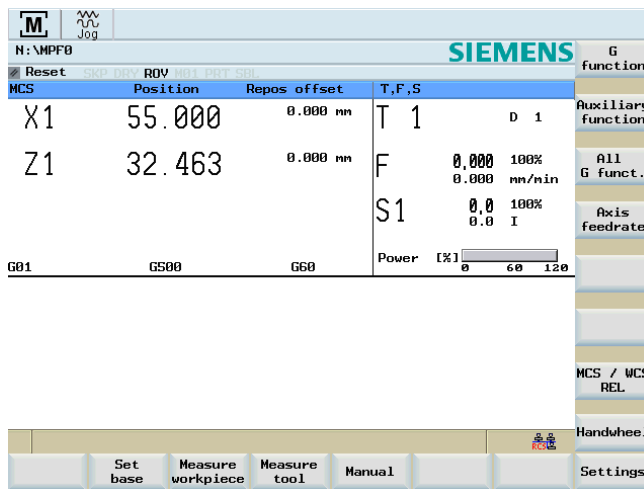 M
Jog
N:\MPF0
SIEMENS
Reset SKP DRY ROV M01 PRT SBL
MCS Position Repos offset T,F,S
X1 55.000 0.000 mm T 1 D 1
Z1 32.463 0.000 mm F 0,000 100%
0.000 mm/min
S1 0,0 100%
0.0 I
Power [%]
0 60 120
G01 G500 G60
G
function
Auxiliary
function
All
G funct.
Axis
feedrate
MCS / WCS
REL
Handwheel
Settings
RCS
Set
base
Measure
workpiece
Measure
tool
Manual